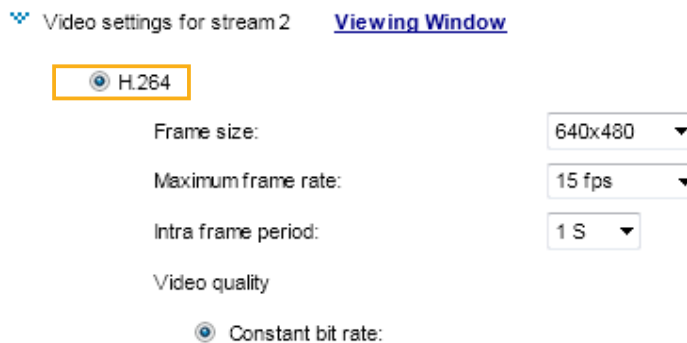 Video settings for stream 2 Viewing Window
H.264
Frame size: 640x480
Maximum frame rate: 15 fps
Intra frame period: 1 S
Video quality
Constant bit rate: